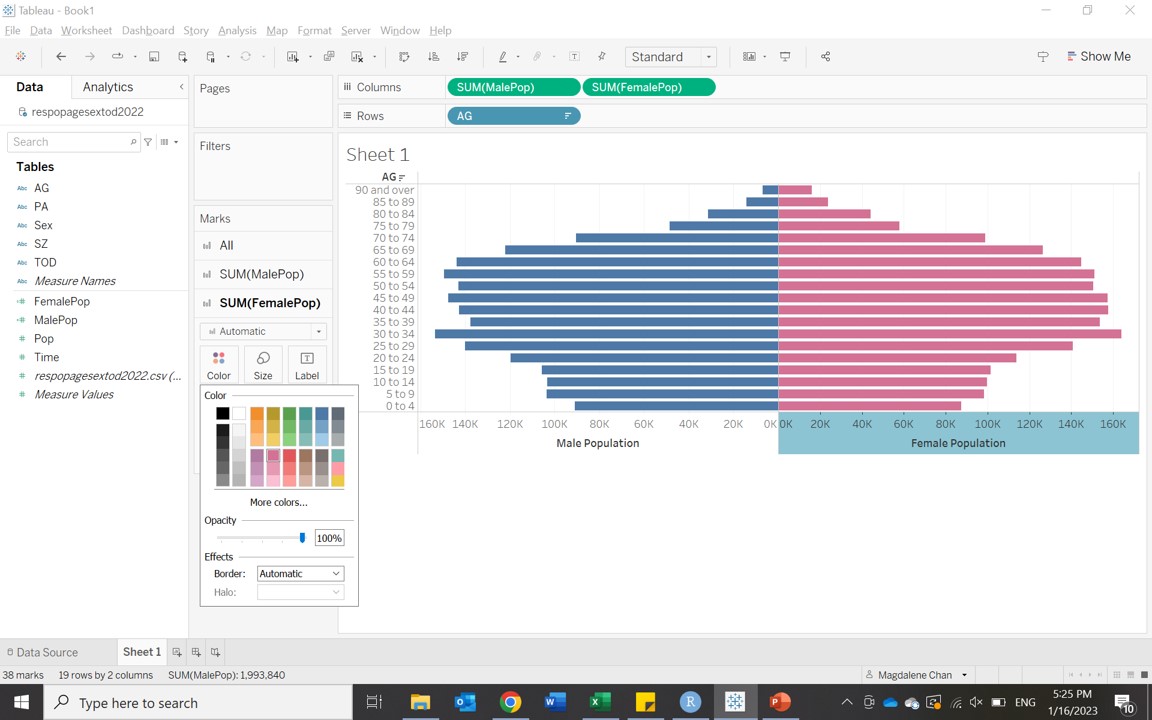 Tableau - Book1
File Data Worksheet Dashboard Story Analysis Map Format Server Window Help
Standard
Show Me
Data Analytics
respopagesextod2022
Search
Tables
Abc AG
Abc PA
Abc Sex
Abc SZ
Abc TOD
Abc Measure Names
FemalePop
MalePop
Pop
Time
respopagesextod2022.csv (...
Measure Values
Pages
Filters
Marks
All
SUM(MalePop)
SUM(FemalePop)
Automatic
Color Size Label
Color
More colors...
Opacity
100%
Effects
Border: Automatic
Halo:
Columns SUM(MalePop) SUM(FemalePop)
Rows AG
Sheet 1
AG
90 and over
85 to 89
80 to 84
75 to 79
70 to 74
65 to 69
60 to 64
55 to 59
50 to 54
45 to 49
40 to 44
35 to 39
30 to 34
25 to 29
20 to 24
15 to 19
10 to 14
5 to 9
0 to 4
160K 140K 120K 100K 80K 60K 40K 20K 0K 0K 20K 40K 60K 80K 100K 120K 140K 160K
Male Population Female Population
Data Source Sheet 1
38 marks 19 rows by 2 columns SUM(MalePop): 1,993,840
Magdalene Chan
Type here to search
ENG
5:25 PM
1/16/2023
10